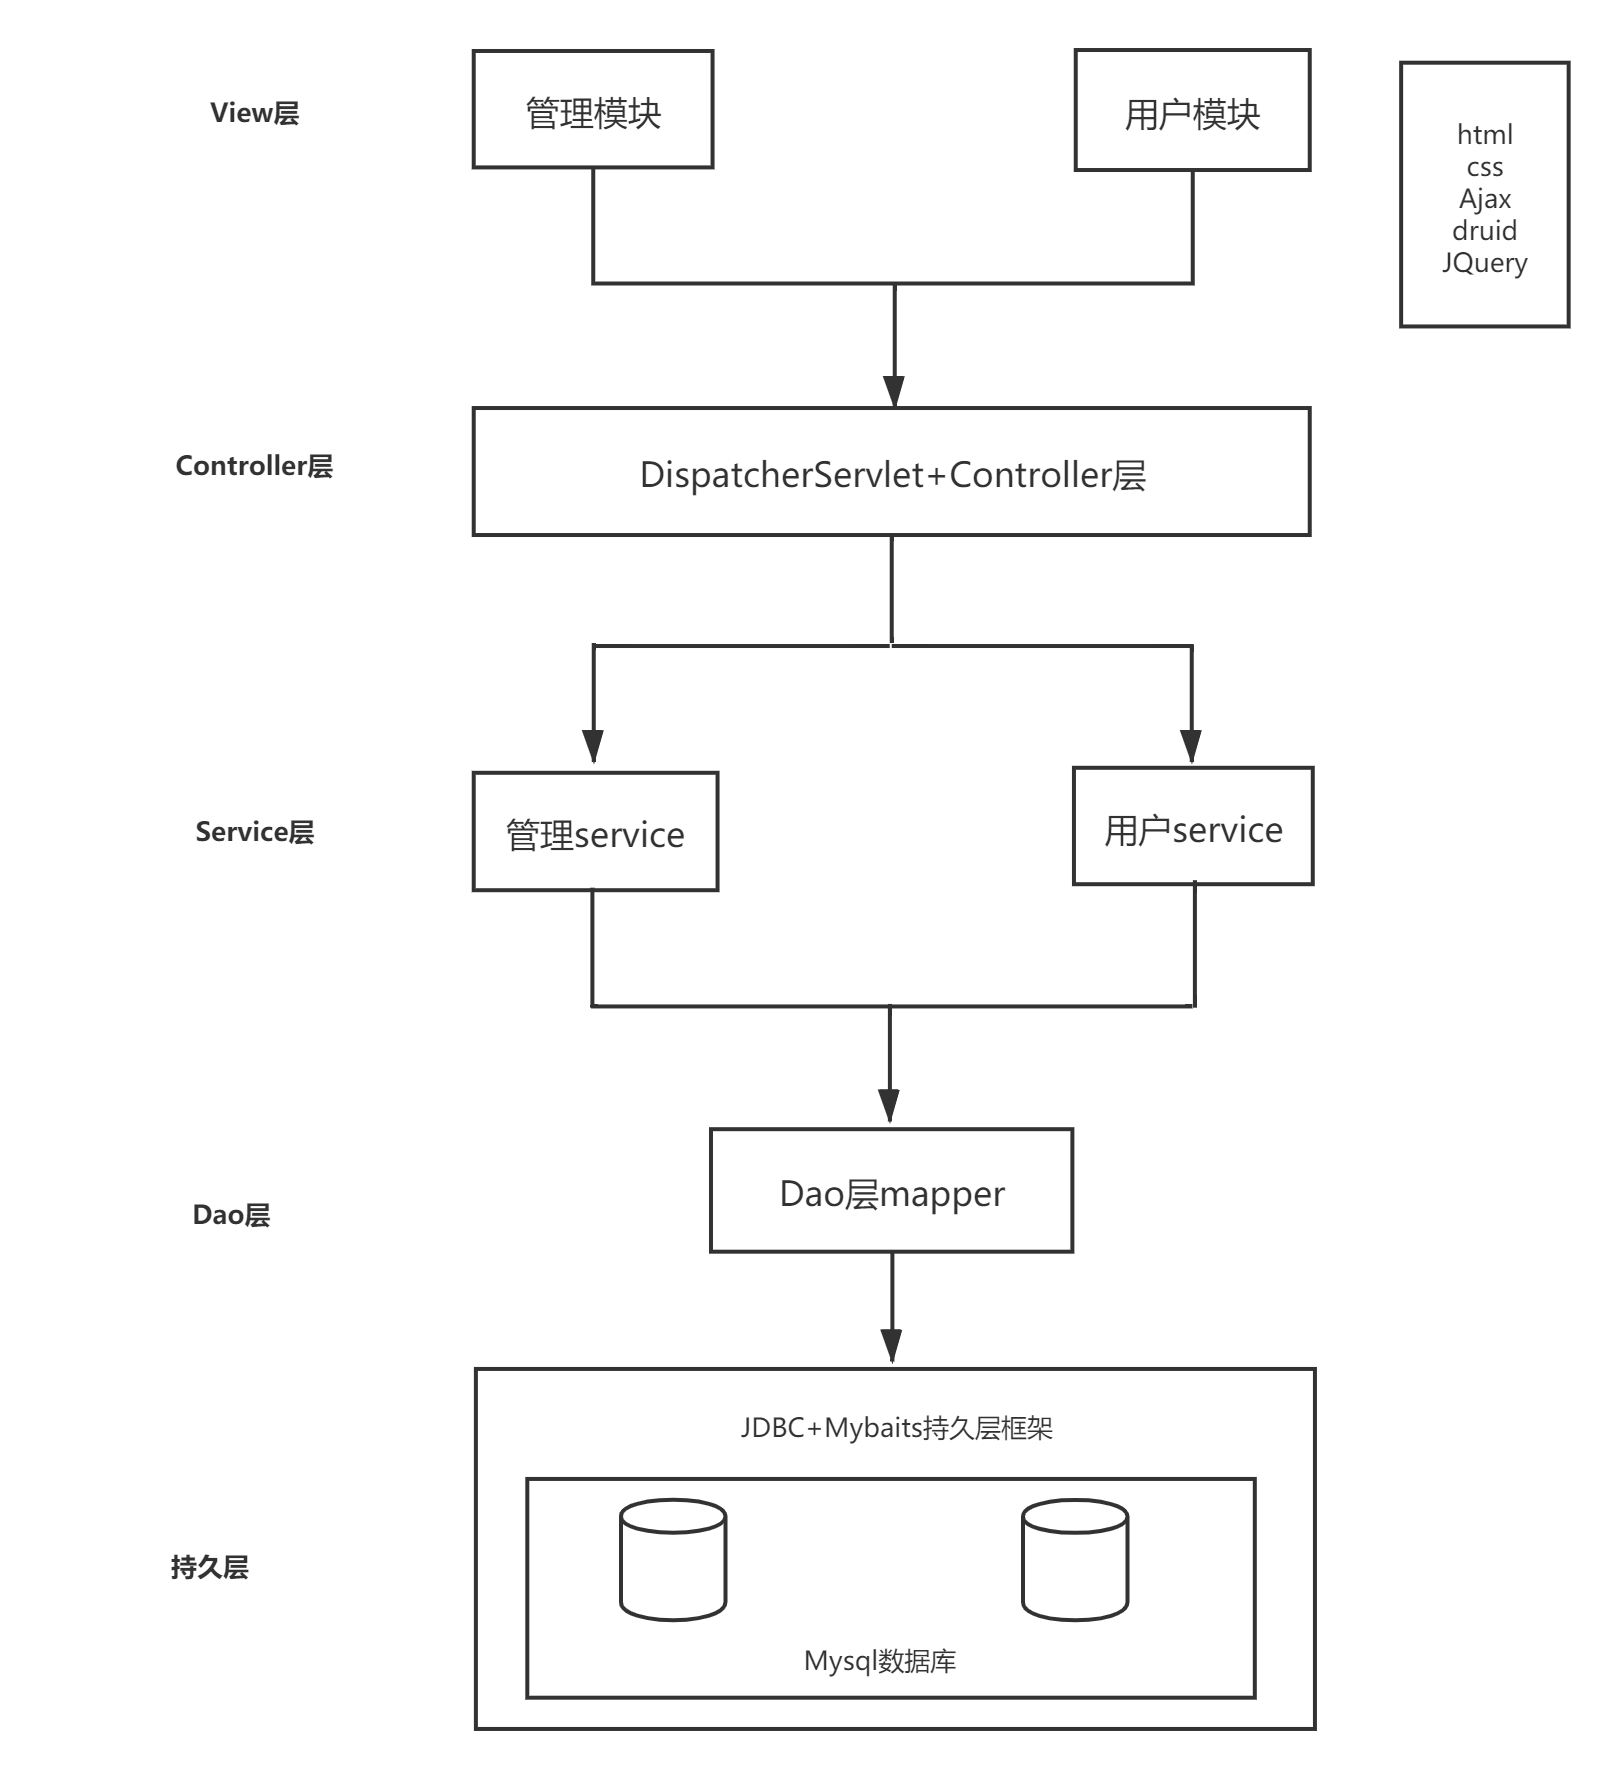 View层
管理模块
用户模块
html
css
Ajax
druid
JQuery
Controller层
DispatcherServlet+Controller层
Service层
管理service
用户service
Dao层
Dao层mapper
JDBC+Mybaits持久层框架
持久层
Mysql数据库